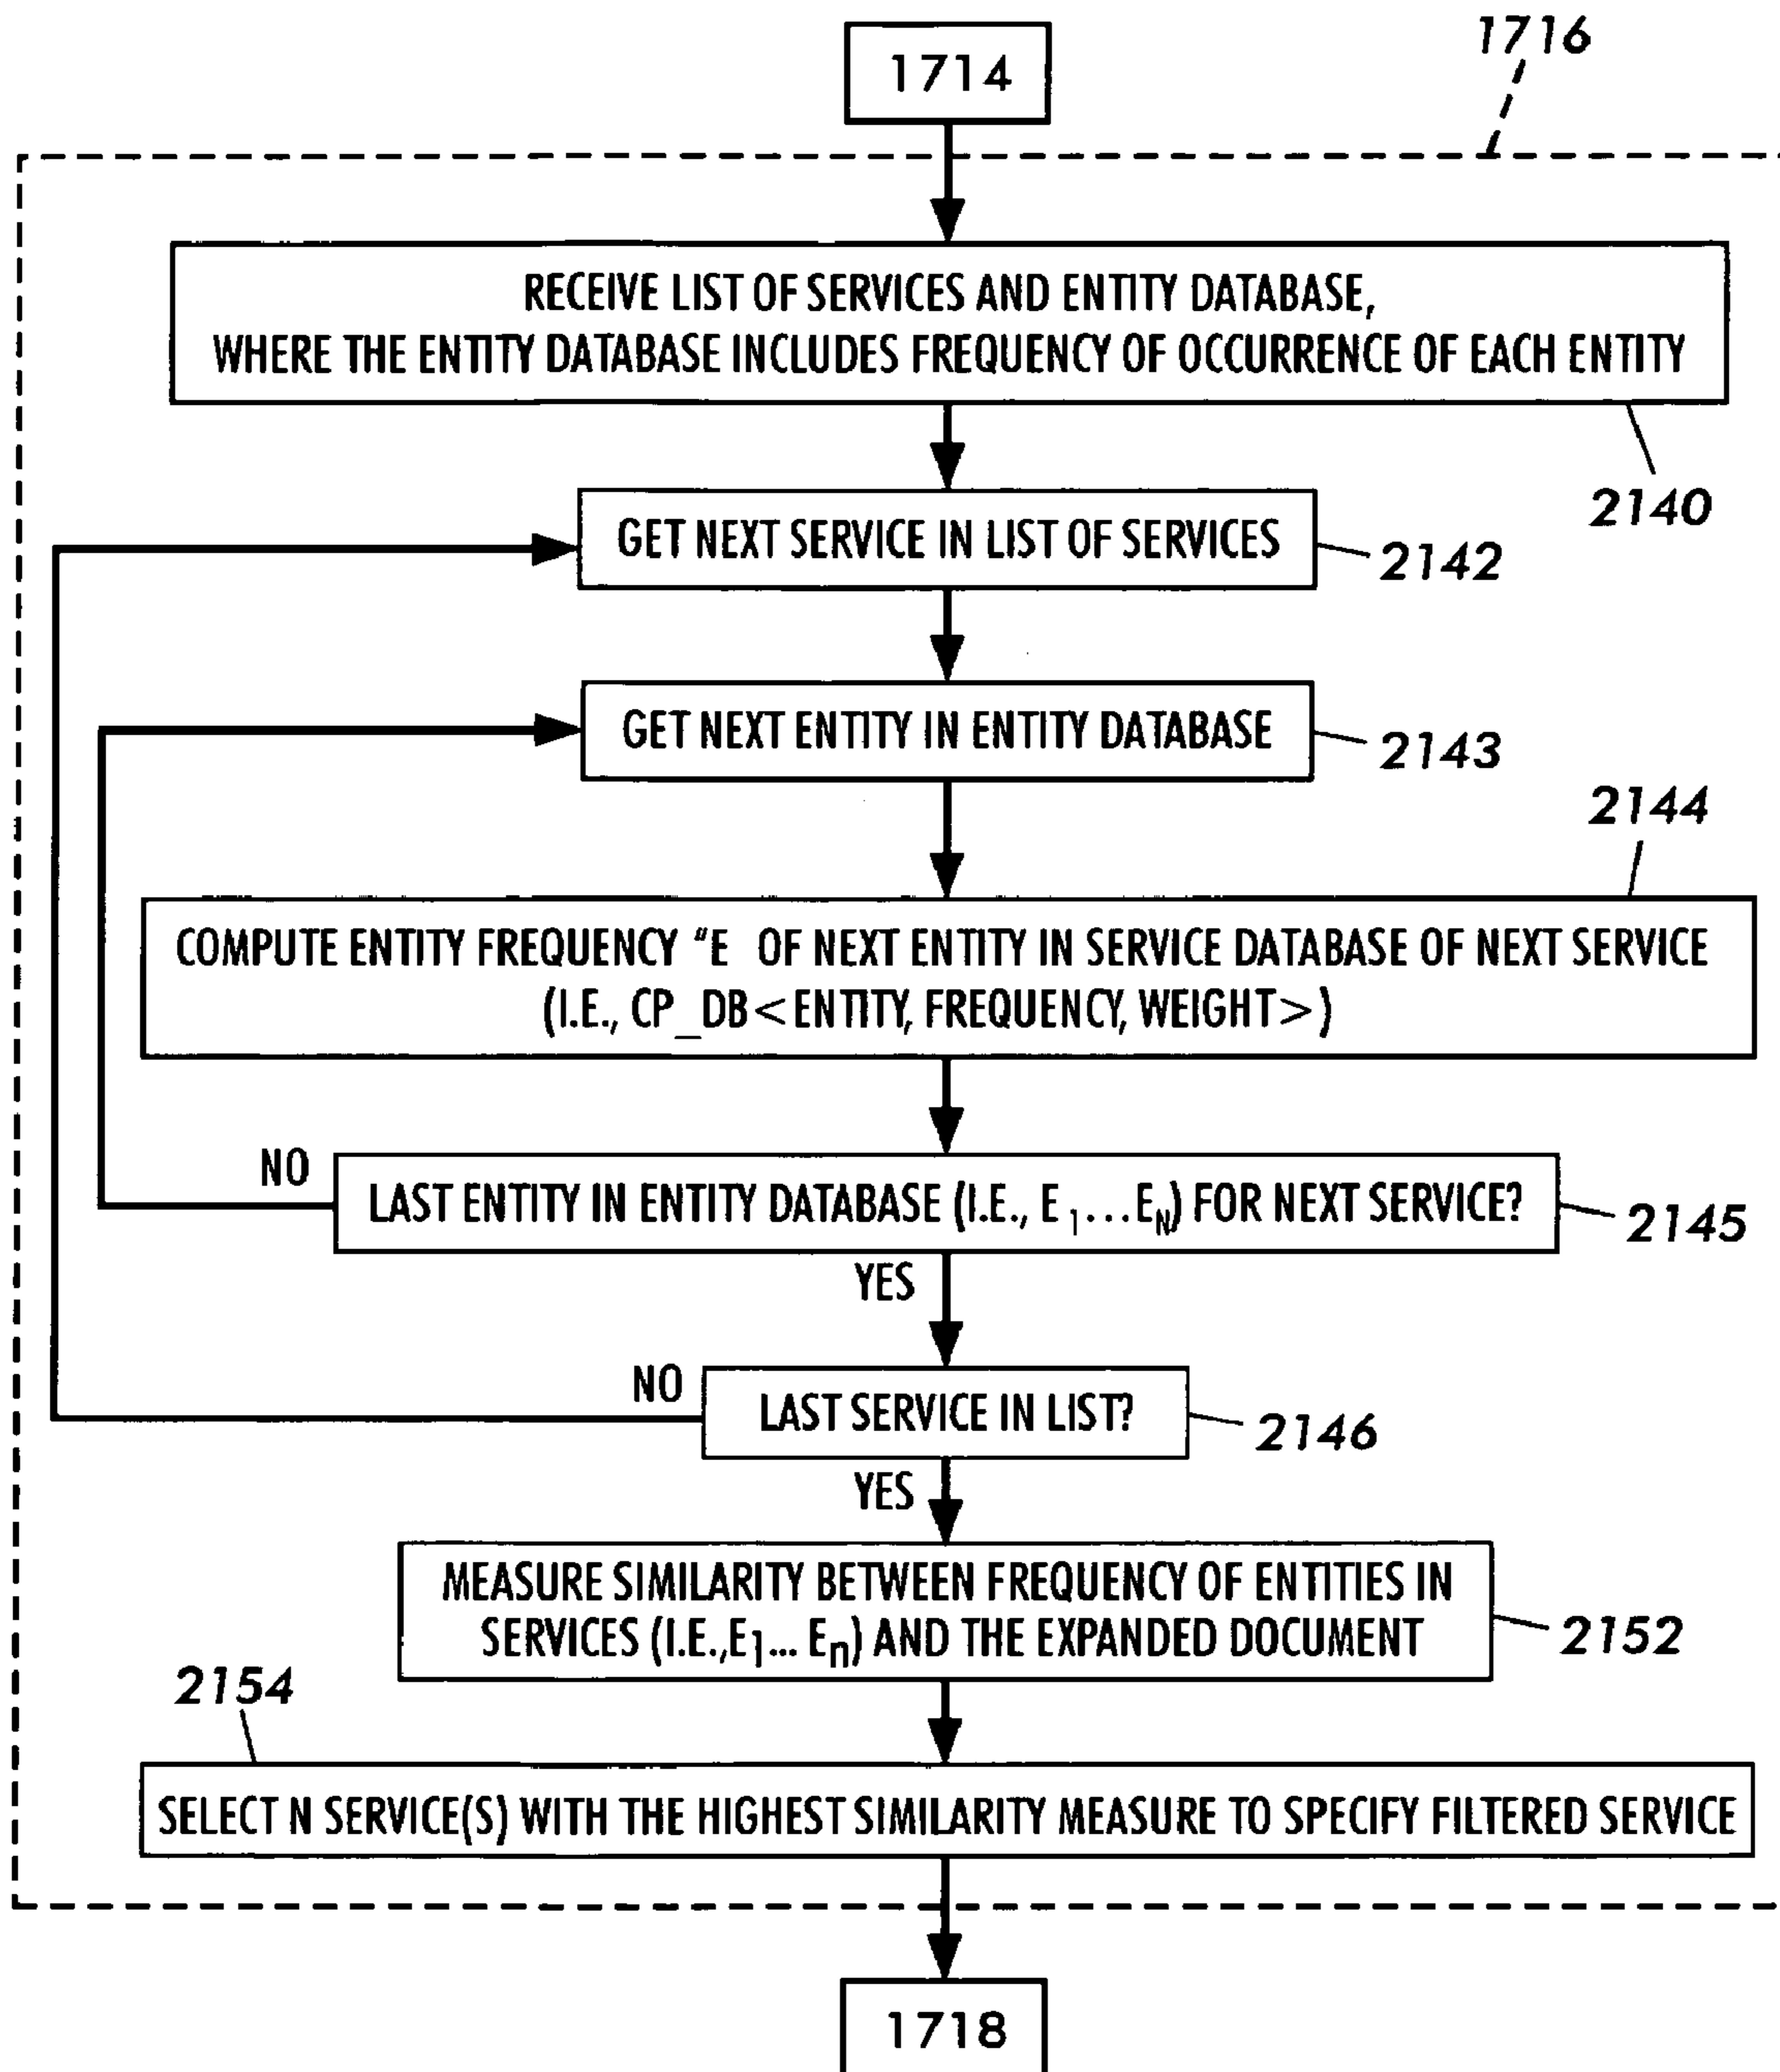 1714
1716
RECEIVE LIST OF SERVICES AND ENTITY DATABASE,
WHERE THE ENTITY DATABASE INCLUDES FREQUENCY OF OCCURRENCE OF EACH ENTITY
2140
GET NEXT SERVICE IN LIST OF SERVICES
2142
GET NEXT ENTITY IN ENTITY DATABASE
2143
2144
COMPUTE ENTITY FREQUENCY "E OF NEXT ENTITY IN SERVICE DATABASE OF NEXT SERVICE
(I.E., CP_DB<ENTITY, FREQUENCY, WEIGHT>)
NO
LAST ENTITY IN ENTITY DATABASE (I.E., E1...EN) FOR NEXT SERVICE?
2145
YES
NO
LAST SERVICE IN LIST?
2146
YES
MEASURE SIMILARITY BETWEEN FREQUENCY OF ENTITIES IN
SERVICES (I.E.,E1... En) AND THE EXPANDED DOCUMENT
2152
2154
SELECT N SERVICE(S) WITH THE HIGHEST SIMILARITY MEASURE TO SPECIFY FILTERED SERVICE
1718